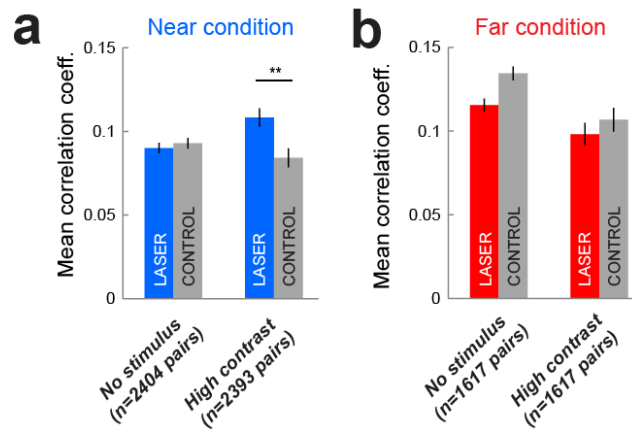 a
Near condition
Mean correlation coeff.
0.15
0.1
0.05
0
**
LASER
CONTROL
LASER
CONTROL
No stimulus
(n=2404 pairs)
High contrast
(n=2393 pairs)
b
Far condition
Mean correlation coeff.
0.15
0.1
0.05
0
LASER
CONTROL
LASER
CONTROL
No stimulus
(n=1617 pairs)
High contrast
(n=1617 pairs)